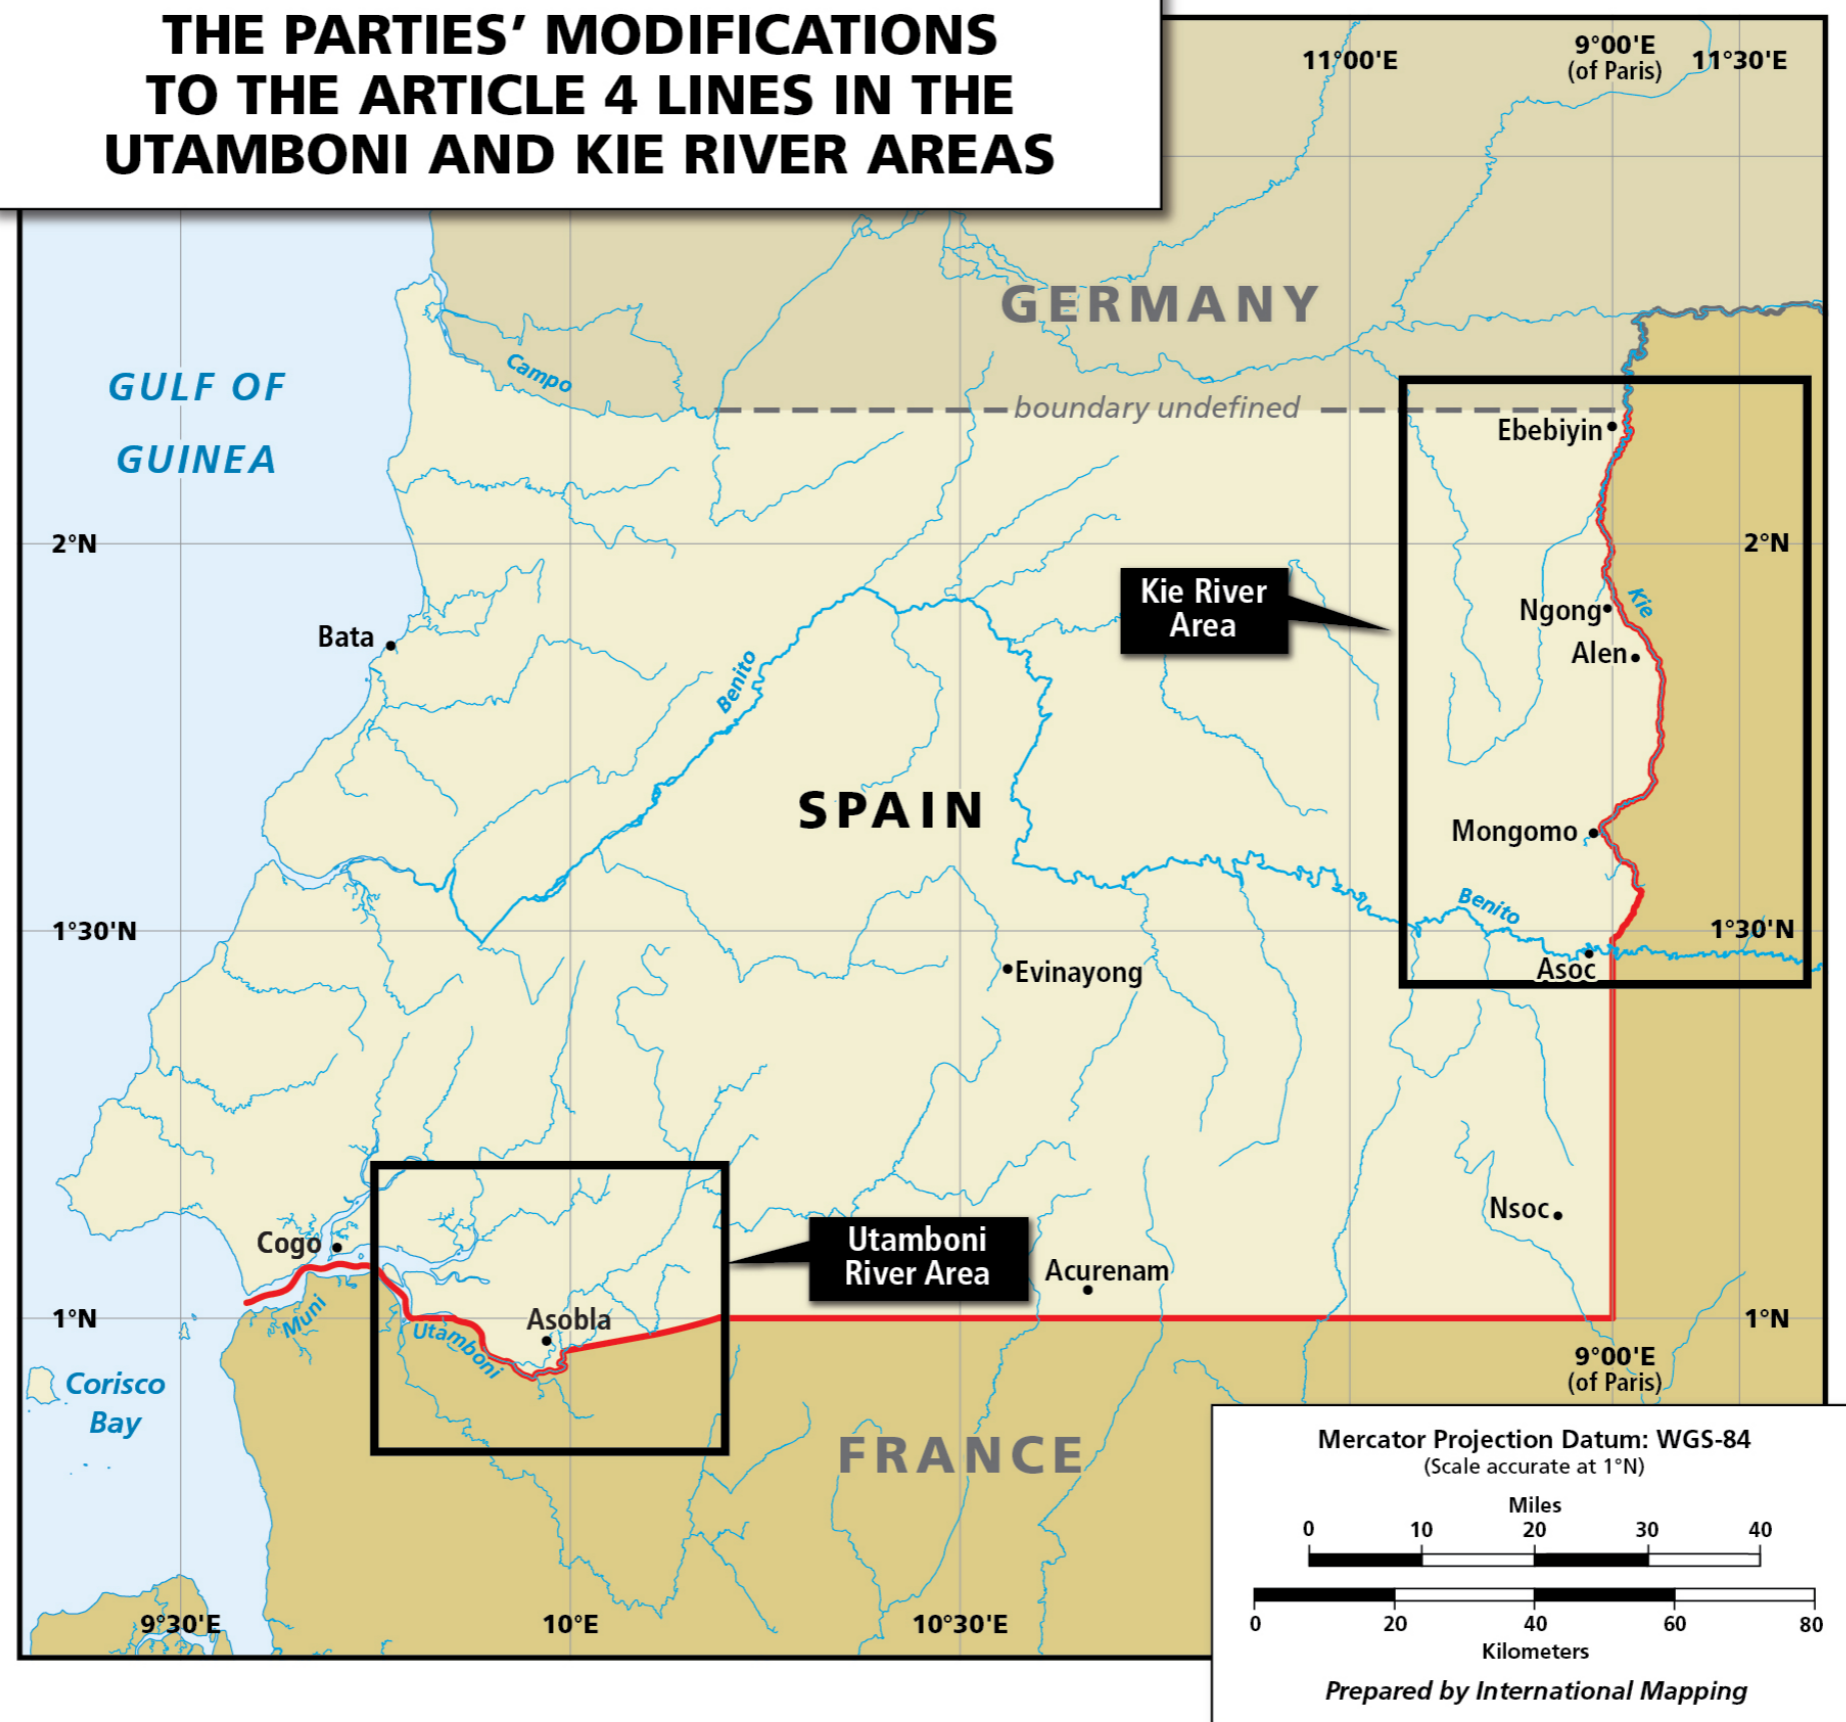 THE PARTIES’ MODIFICATIONS
TO THE ARTICLE 4 LINES IN THE
UTAMBONI AND KIE RIVER AREAS
11°00'E
9°00'E
(of Paris)
11°30'E
GERMANY
Campo
GULF OF
GUINEA
boundary undefined
Ebebiyin
2°N
2°N
Kie River
Area
Kie
Ngong
Alen
Bata
Benito
SPAIN
Mongomo
Benito
1°30'N
1°30'N
Asoc
Evinayong
Nsoc
Cogo
Utamboni
River Area
Acurenam
Muni
1°N
Utamboni
Asobla
1°N
9°00'E
(of Paris)
Corisco
Bay
FRANCE
9°30'E
10°E
10°30'E
Mercator Projection Datum: WGS-84
(Scale accurate at 1°N)
Miles
0 10 20 30 40
0 20 40 60 80
Kilometers
Prepared by International Mapping